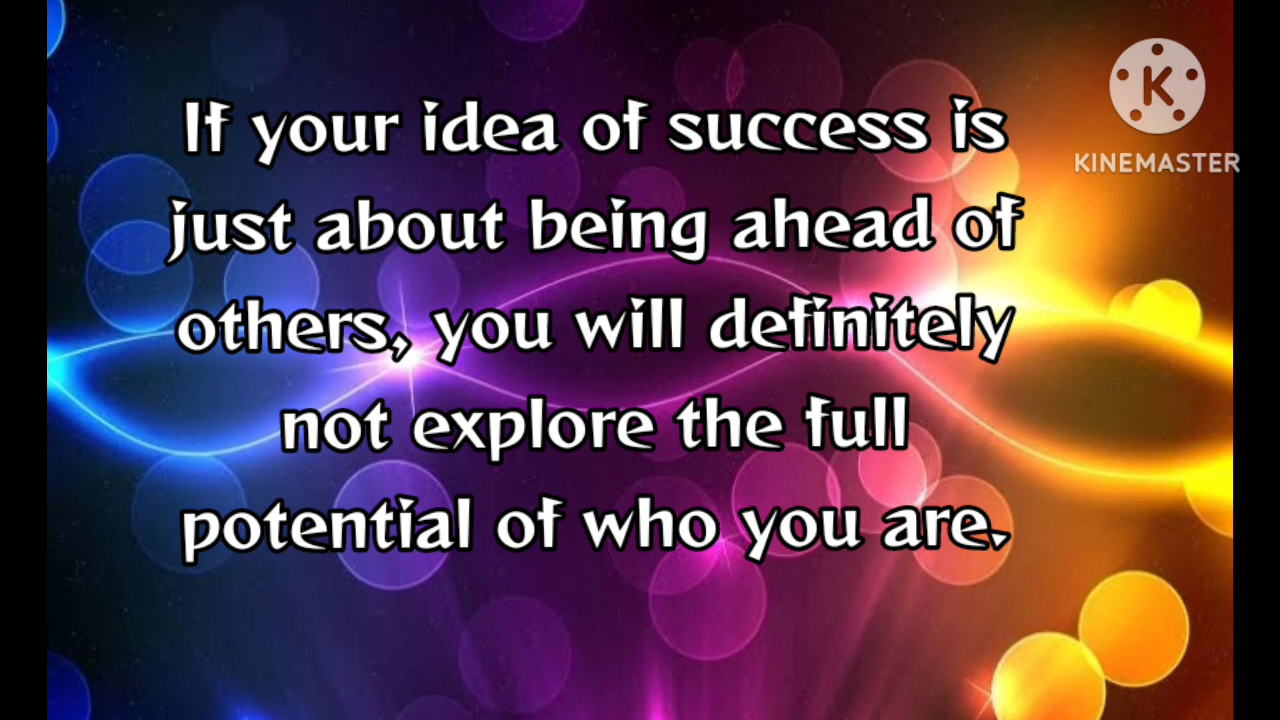 If your idea of success is
just about being ahead of
others, you will definitely
not explore the full
potential of who you are.
K
KINEMASTER